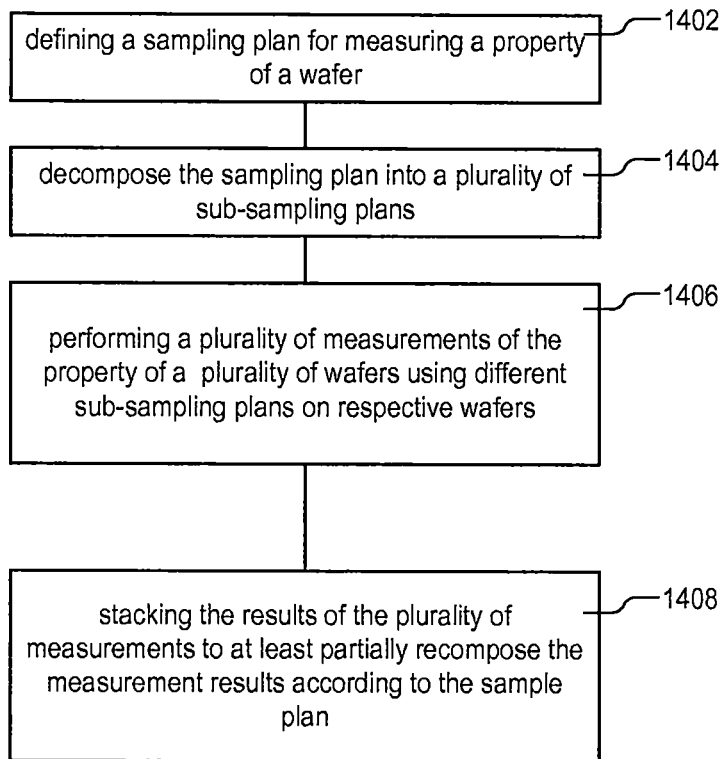 1402
defining a sampling plan for measuring a property
of a wafer
1404
decompose the sampling plan into a plurality of
sub-sampling plans
1406
performing a plurality of measurements of the
property of a plurality of wafers using different
sub-sampling plans on respective wafers
1408
stacking the results of the plurality of
measurements to at least partially recompose the
measurement results according to the sample
plan